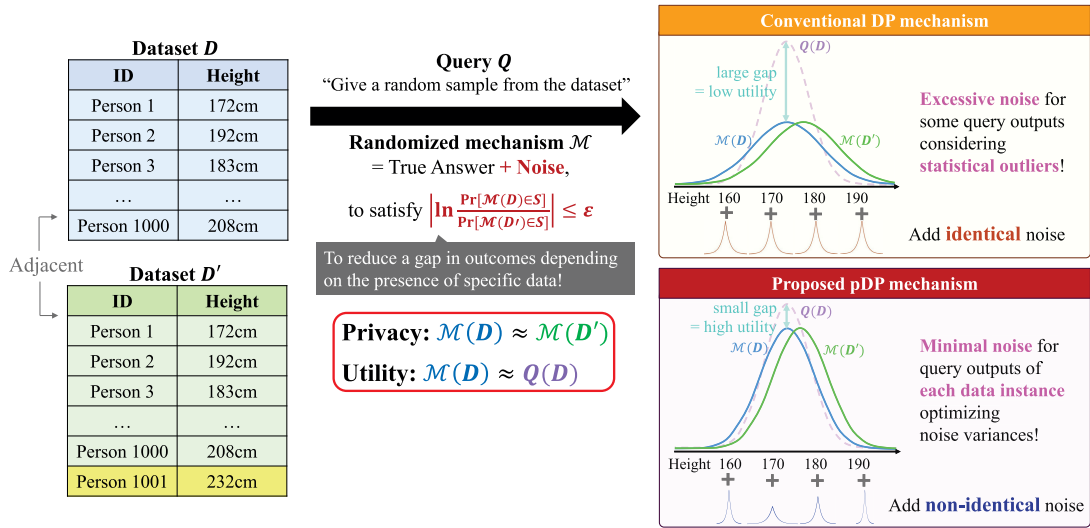 Dataset D
ID Height
Person 1 172cm
Person 2 192cm
Person 3 183cm
... ...
Person 1000 208cm
Adjacent
Dataset D′
ID Height
Person 1 172cm
Person 2 192cm
Person 3 183cm
... ...
Person 1000 208cm
Person 1001 232cm
Query Q
“Give a random sample from the dataset”
Randomized mechanism ℳ
= True Answer + Noise,
to satisfy |ln Pr[ℳ(D)∈S] / Pr[ℳ(D′)∈S]| ≤ ε
To reduce a gap in outcomes depending
on the presence of specific data!
Privacy: ℳ(D) ≈ ℳ(D′)
Utility: ℳ(D) ≈ Q(D)
Conventional DP mechanism
Q(D)
large gap
= low utility
ℳ(D) ℳ(D′)
Height 160 170 180 190
+ + + +
Excessive noise for
some query outputs
considering
statistical outliers!
Add identical noise
Proposed pDP mechanism
small gap
= high utility
Q(D)
ℳ(D) ℳ(D′)
Height 160 170 180 190
+ + + +
Minimal noise for
query outputs of
each data instance
optimizing
noise variances!
Add non-identical noise